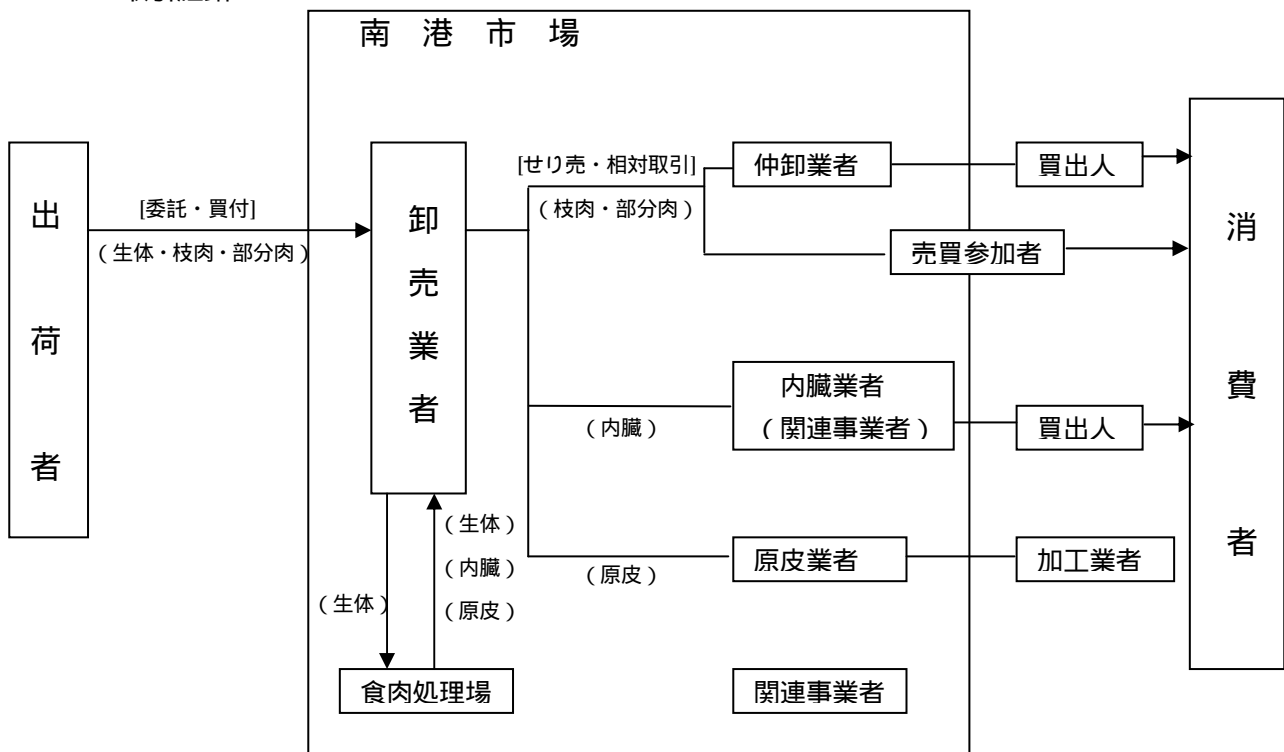 南港市場
出荷者
[委託・買付]
(生体・枝肉・部分肉)
卸売業者
[せり売・相対取引]
(枝肉・部分肉)
仲卸業者
買出人
売買参加者
消費者
(内臓)
内臓業者
(関連事業者)
買出人
(原皮)
原皮業者
加工業者
(生体)
(生体)
(内臓)
(原皮)
食肉処理場
関連事業者